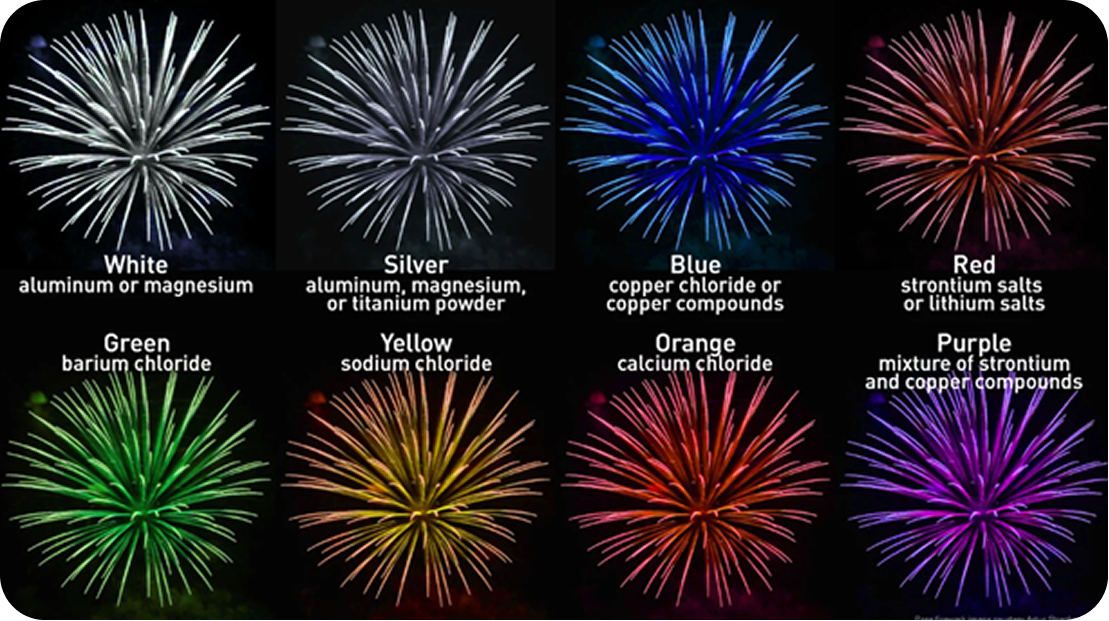 White
aluminum or magnesium
Silver
aluminum, magnesium,
or titanium powder
Blue
copper chloride or
copper compounds
Red
strontium salts
or lithium salts
Green
barium chloride
Yellow
sodium chloride
Orange
calcium chloride
Purple
mixture of strontium
and copper compounds